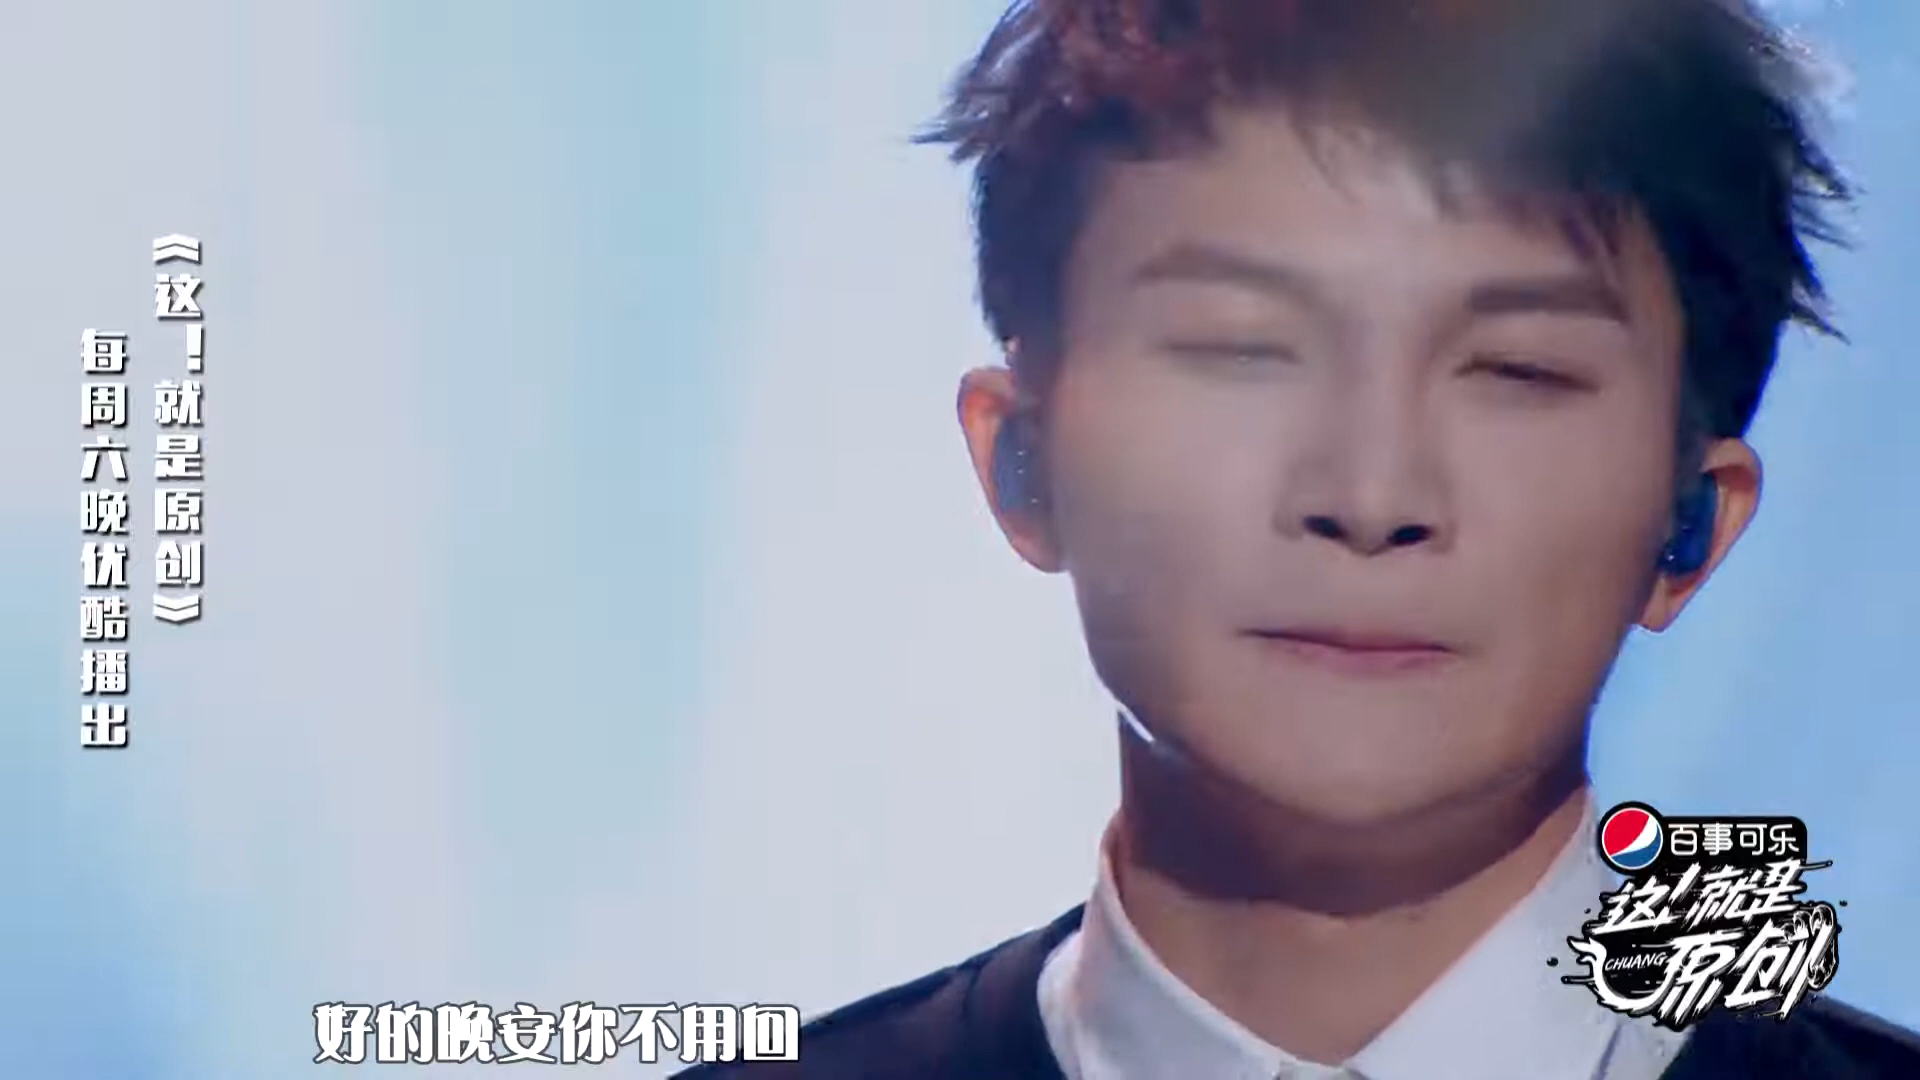 《这!就是原创》
每周六晚优酷播出
百事可乐
这!就是
原创
CHUANG
好的晚安你不用回